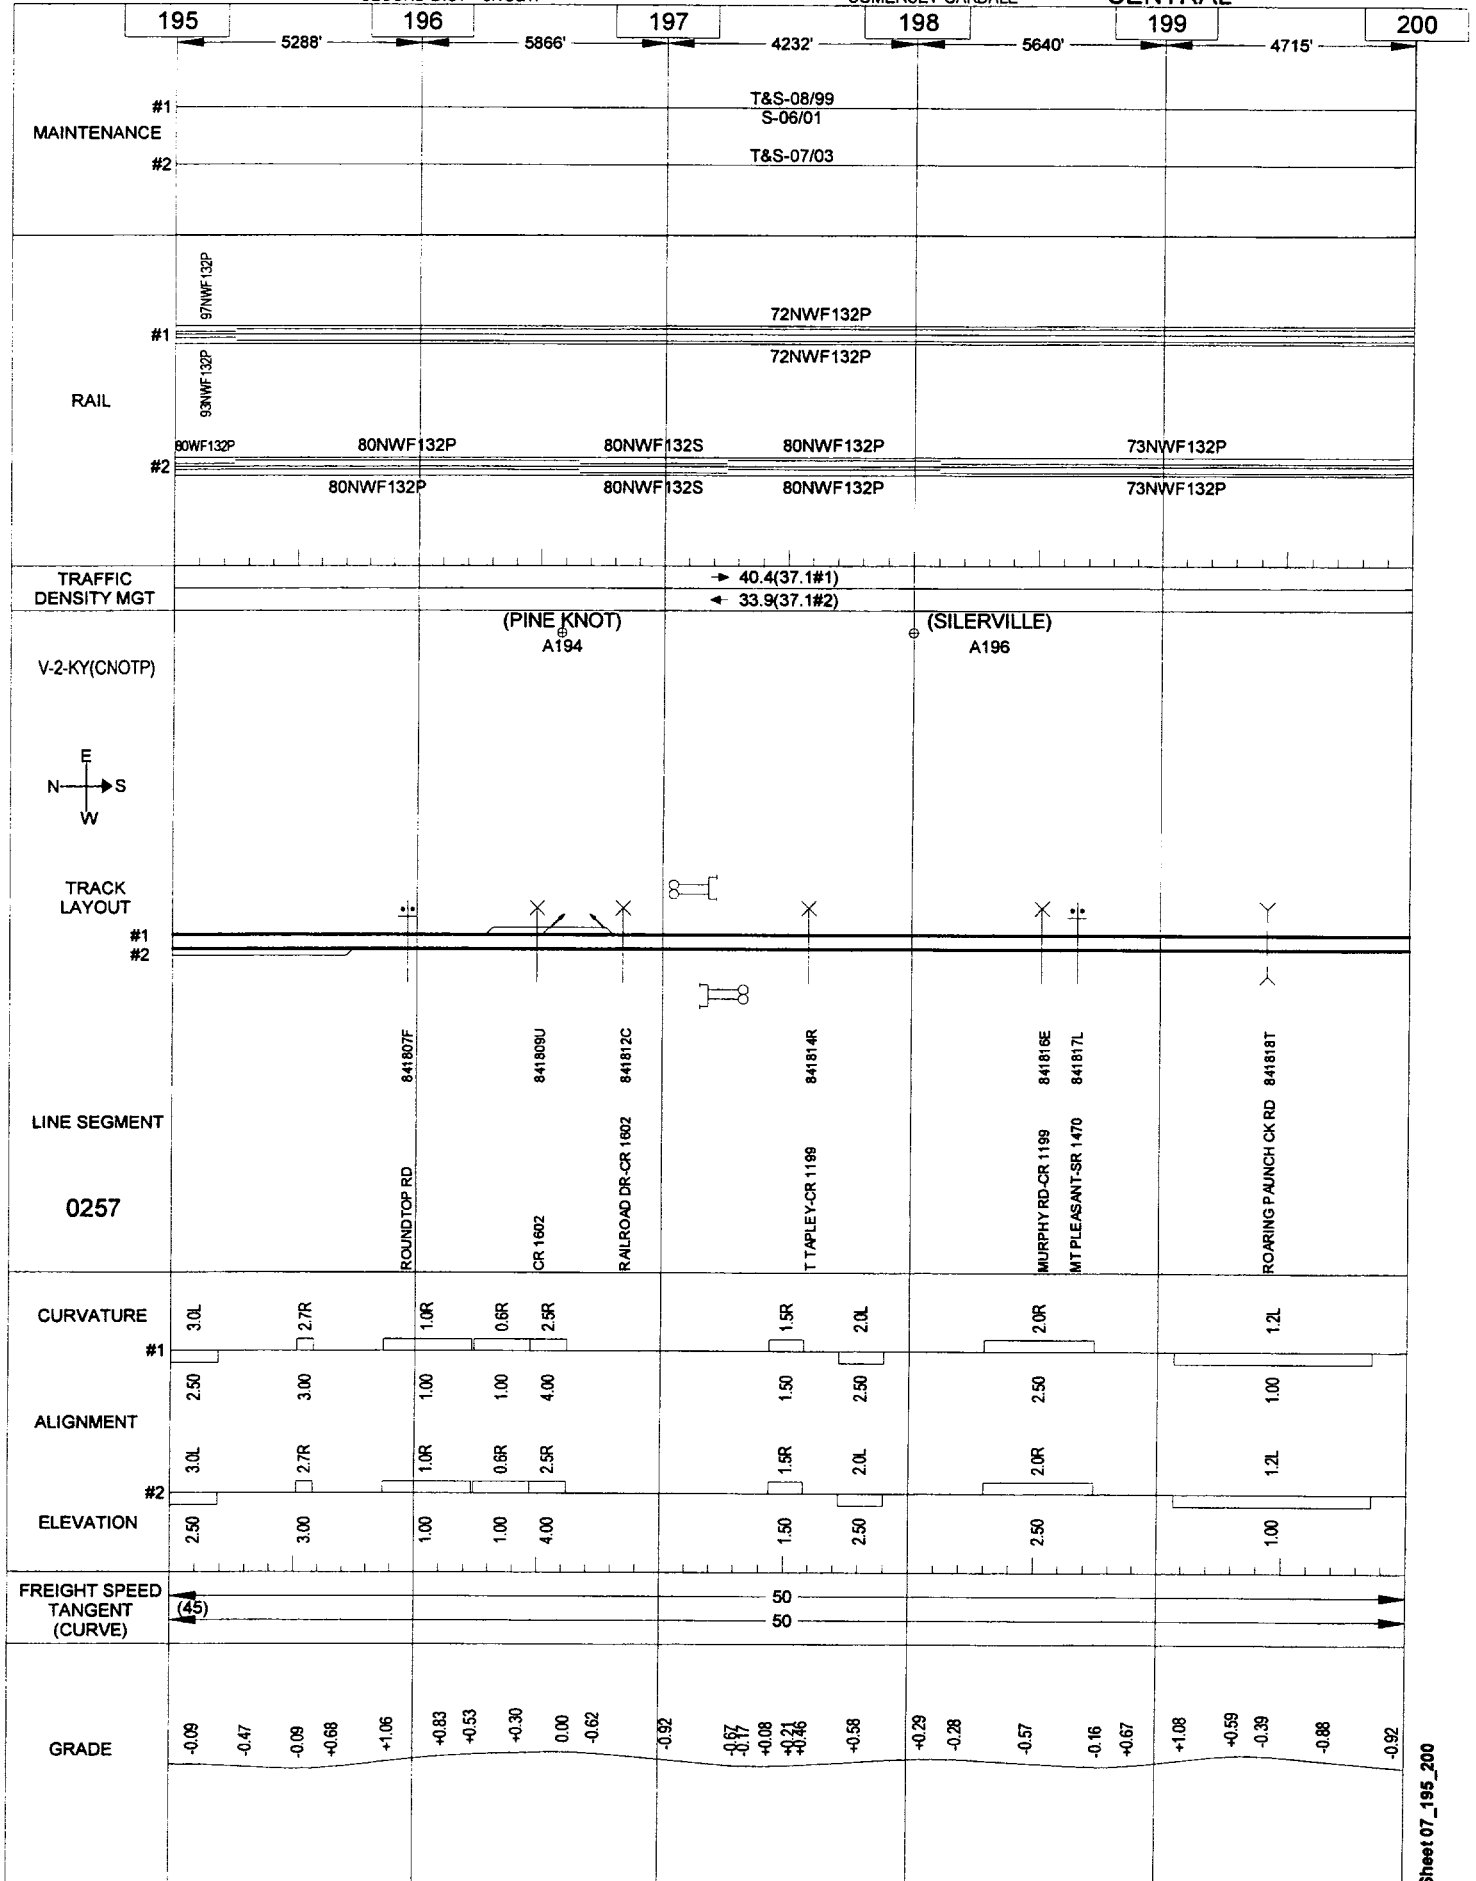 CENTRAL
195 196 197 198 199 200
5288' 5866' 4232' 5640' 4715'
#1 T&S-08/99
S-06/01
MAINTENANCE
#2 T&S-07/03
97NWF132P
72NWF132P
#1
72NWF132P
93NWF132P
RAIL
80WF132P 80NWF132P 80NWF132S 80NWF132P 73NWF132P
#2
80NWF132P 80NWF132S 80NWF132P 73NWF132P
TRAFFIC
DENSITY MGT
40.4(37.1#1)
33.9(37.1#2)
(PINE KNOT) (SILERVILLE)
A194 A196
V-2-KY(CNOTP)
E
N S
W
TRACK
LAYOUT
#1
#2
841807F 841809U 841812C 841814R 841816E 841817L 841818T
LINE SEGMENT
0257
ROUNDTOP RD
CR 1602
RAILROAD DR-CR 1602
T TAPLEY-CR 1199
MURPHY RD-CR 1199
MT PLEASANT-SR 1470
ROARING PAUNCH CK RD
CURVATURE
3.0L 2.7R 1.0R 0.6R 2.5R 1.5R 2.0L 2.0R 1.2L
#1
2.50 3.00 1.00 1.00 4.00 1.50 2.50 2.50 1.00
ALIGNMENT
3.0L 2.7R 1.0R 0.6R 2.5R 1.5R 2.0L 2.0R 1.2L
#2
ELEVATION
2.50 3.00 1.00 1.00 4.00 1.50 2.50 2.50 1.00
FREIGHT SPEED
TANGENT
(CURVE)
50
(45)
50
GRADE
-0.09 -0.47 -0.09 +0.68 +1.06 +0.83 +0.53 +0.30 0.00 -0.62 -0.92 -0.67 -0.17 +0.08 +0.21 +0.46 +0.58 +0.29 -0.28 -0.57 -0.16 +0.67 +1.08 +0.59 -0.39 -0.88 -0.92
Sheet 07_195_200